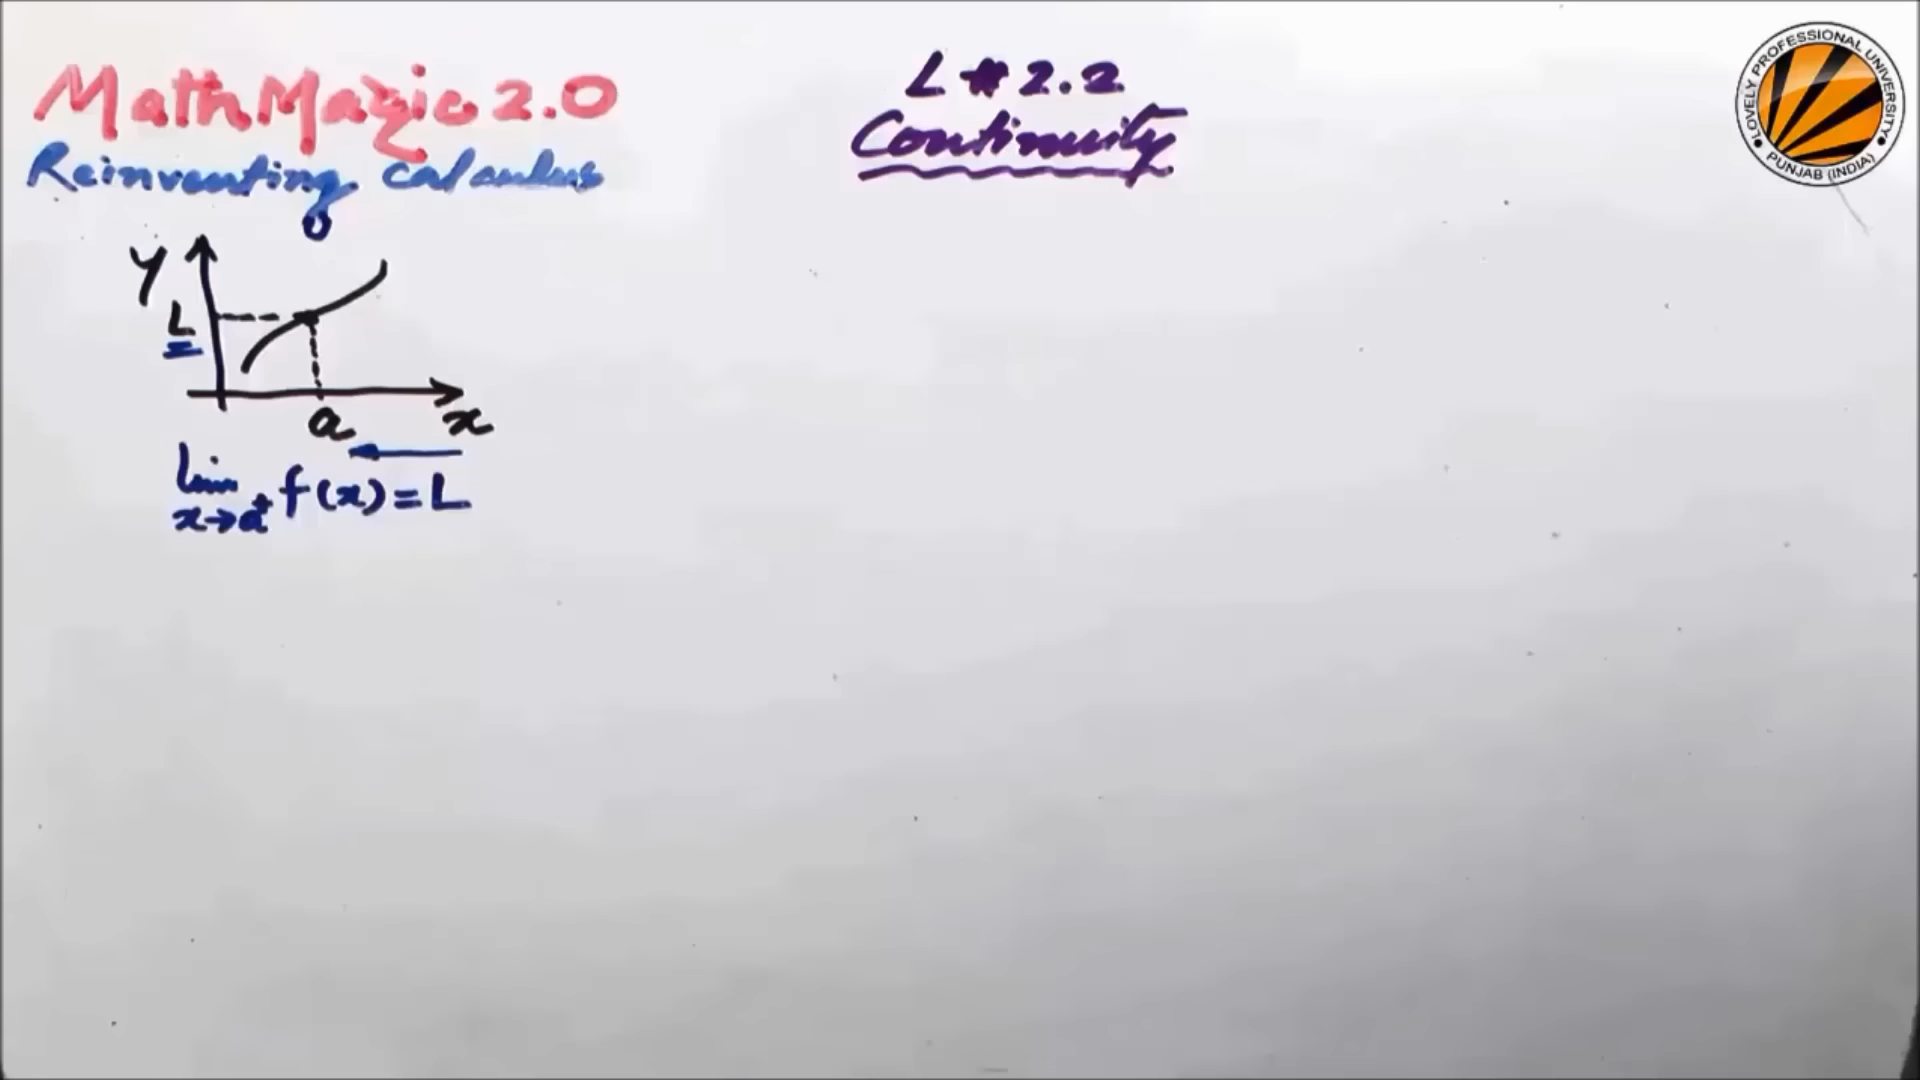 MathMagic 2.0
Reinventing calculus
L # 2.2
Continuity
LOVELY PROFESSIONAL UNIVERSITY
PUNJAB (INDIA)
y
L
a
x
lim f(x) = L
x→a⁺